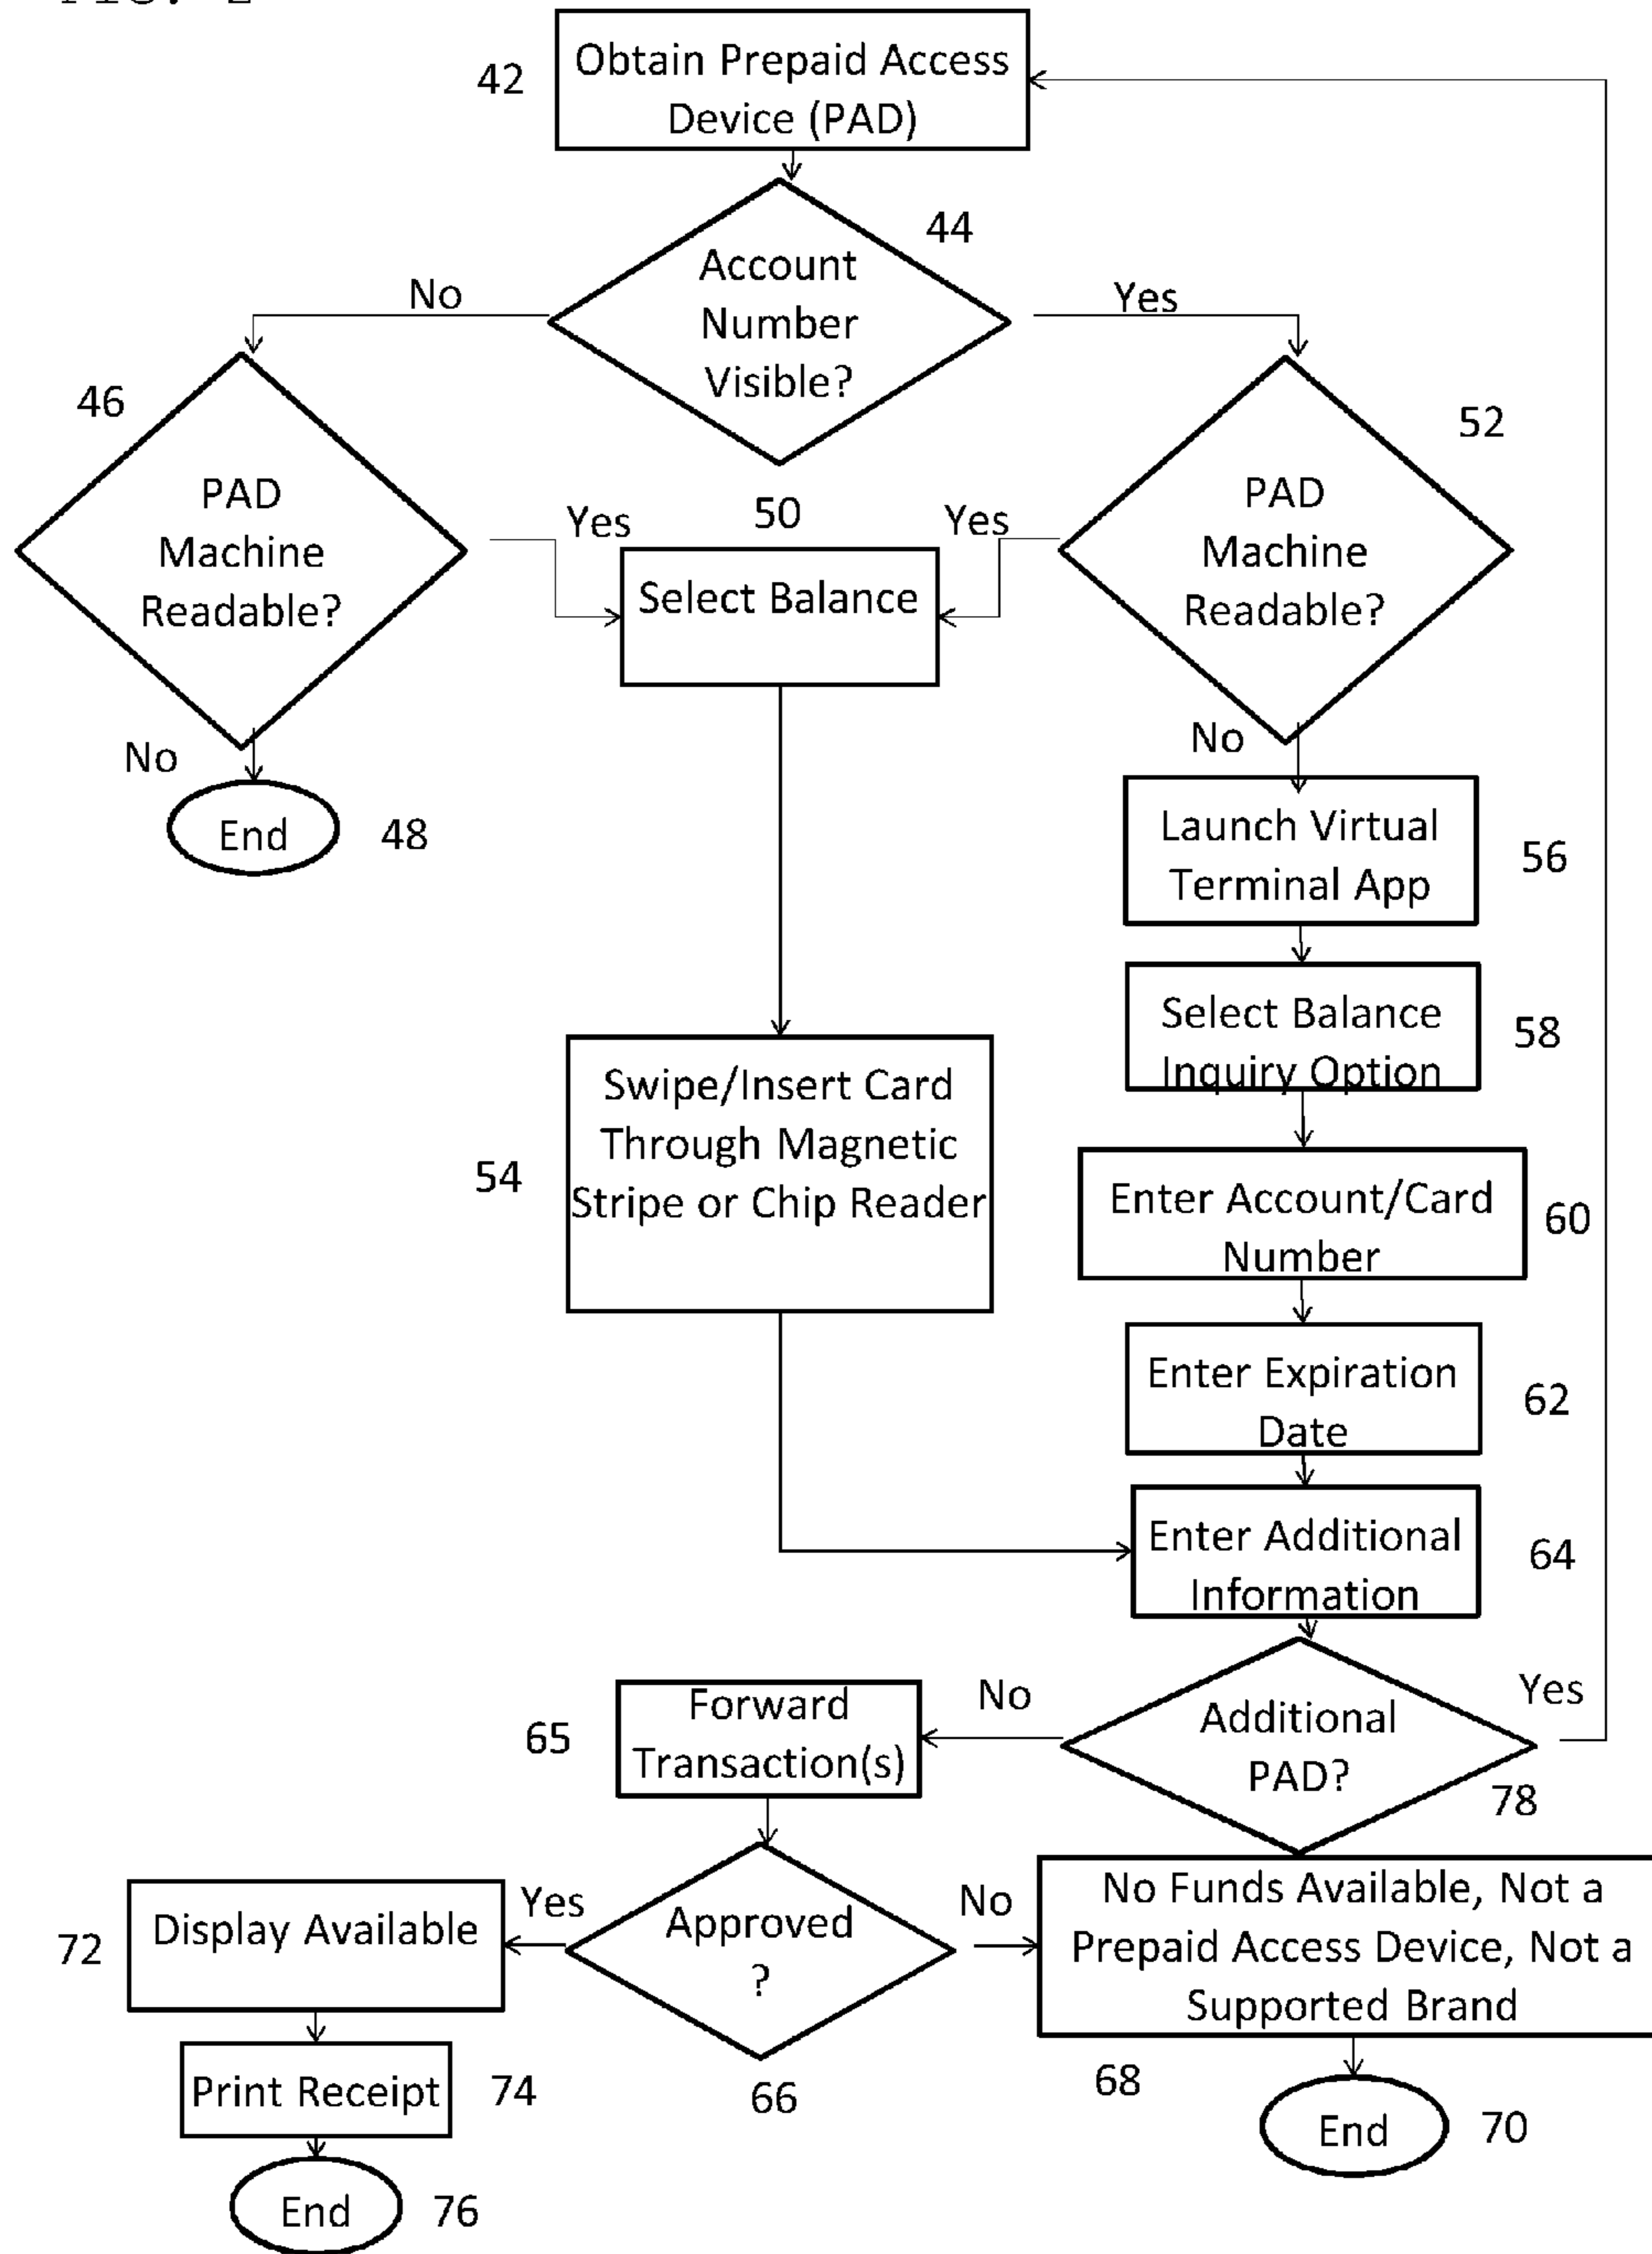 42
Obtain Prepaid Access
Device (PAD)
44
Account
Number
Visible?
No
Yes
46
PAD
Machine
Readable?
52
PAD
Machine
Readable?
50
Yes
Yes
Select Balance
No
End
48
No
Launch Virtual
Terminal App
56
Select Balance
Inquiry Option
58
54
Swipe/Insert Card
Through Magnetic
Stripe or Chip Reader
Enter Account/Card
Number
60
Enter Expiration
Date
62
Enter Additional
Information
64
Additional
PAD?
78
Yes
No
65
Forward
Transaction(s)
Approved
?
66
Yes
No
72
Display Available
Print Receipt
74
End
76
No Funds Available, Not a
Prepaid Access Device, Not a
Supported Brand
68
End
70